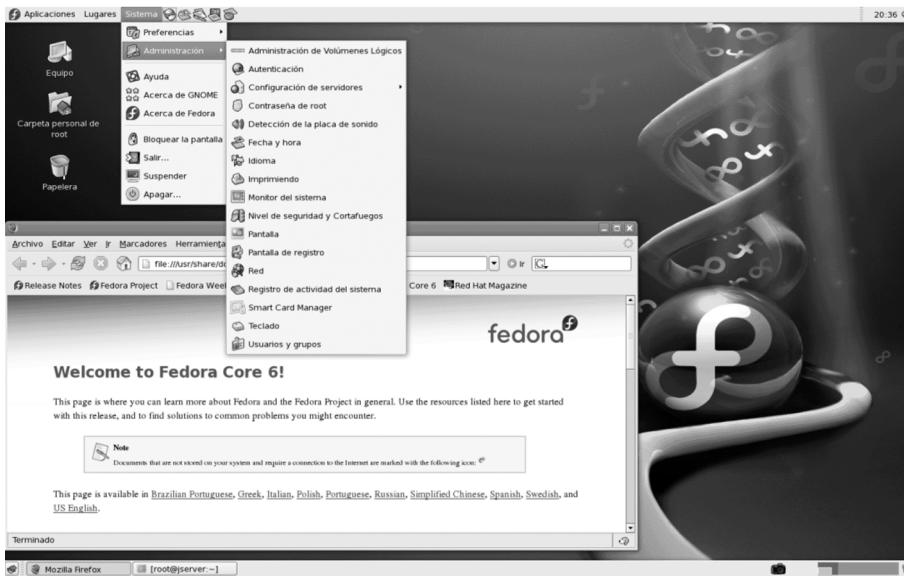 Aplicaciones Lugares Sistema
20:36
Preferencias
Administración
Ayuda
Acerca de GNOME
Acerca de Fedora
Bloquear la pantalla
Salir...
Suspender
Apagar...
Administración de Volúmenes Lógicos
Autenticación
Configuración de servidores
Contraseña de root
Detección de la placa de sonido
Fecha y hora
Idioma
Imprimiendo
Monitor del sistema
Nivel de seguridad y Cortafuegos
Pantalla
Pantalla de registro
Red
Registro de actividad del sistema
Smart Card Manager
Teclado
Usuarios y grupos
Equipo
Carpeta personal de
root
Papelera
Archivo Editar Ver Ir Marcadores
file:///usr/share/
Ir
Release Notes Fedora Project Fedora
Core 6 Red Hat Magazine
fedora
Welcome to Fedora Core 6!
This page is where you can learn more about Fedora and the Fedora Project in general. Use the resources listed here to get started
with this release, and to find solutions to common problems you might encounter.
Note
Documents that are not stored on your system and require a connection to the Internet are marked with the following icon:
This page is available in Brazilian Portuguese, Greek, Italian, Polish, Portuguese, Russian, Simplified Chinese, Spanish, Swedish, and
US English.
Terminado
Mozilla Firefox
[root@jserver:~]